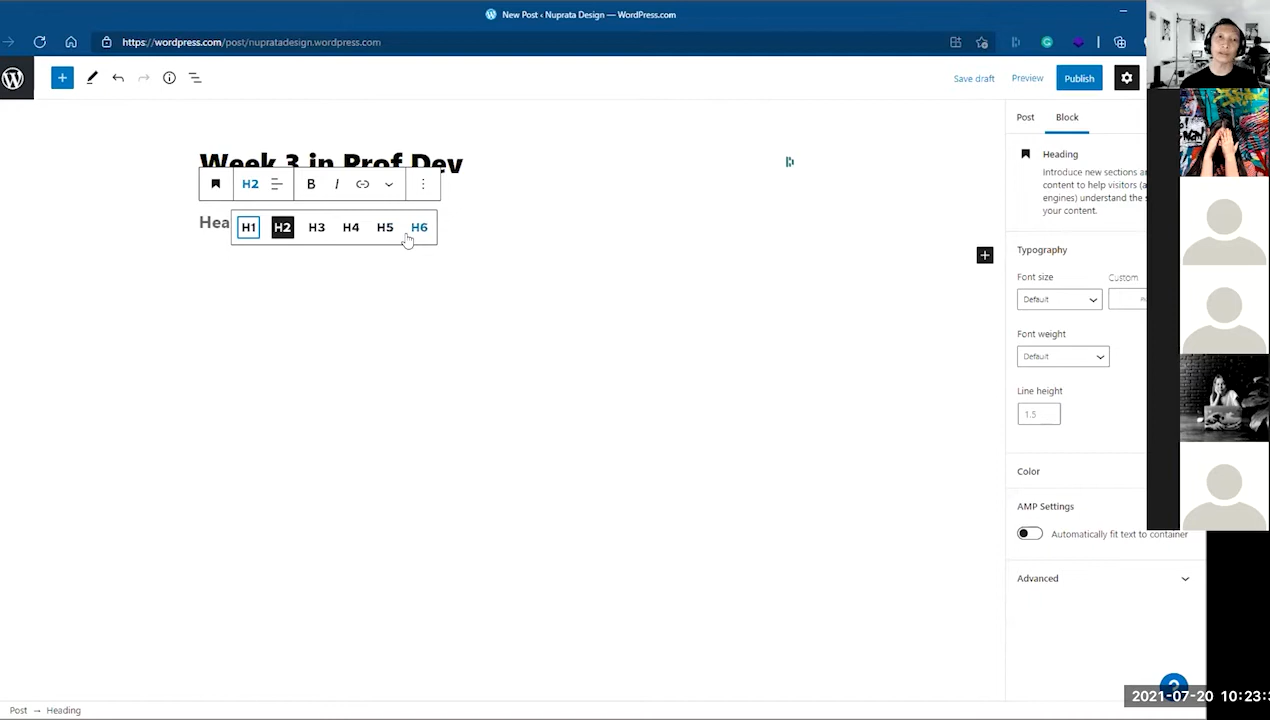 New Post ‹ Nuprata Design — WordPress.com
https://wordpress.com/post/nupratadesign.wordpress.com
Save draft
Preview
Publish
Week 3 in Prof Dev
H2
B
I
Hea
H1
H2
H3
H4
H5
H6
Post
Block
Heading
Introduce new sections a
content to help visitors (a
engines) understand the s
of your content.
Typography
Font size
Custom
Default
Font weight
Default
Line height
1.5
Color
AMP Settings
Automatically fit text to container
Advanced
?
Post → Heading
2021-07-20 10:23: